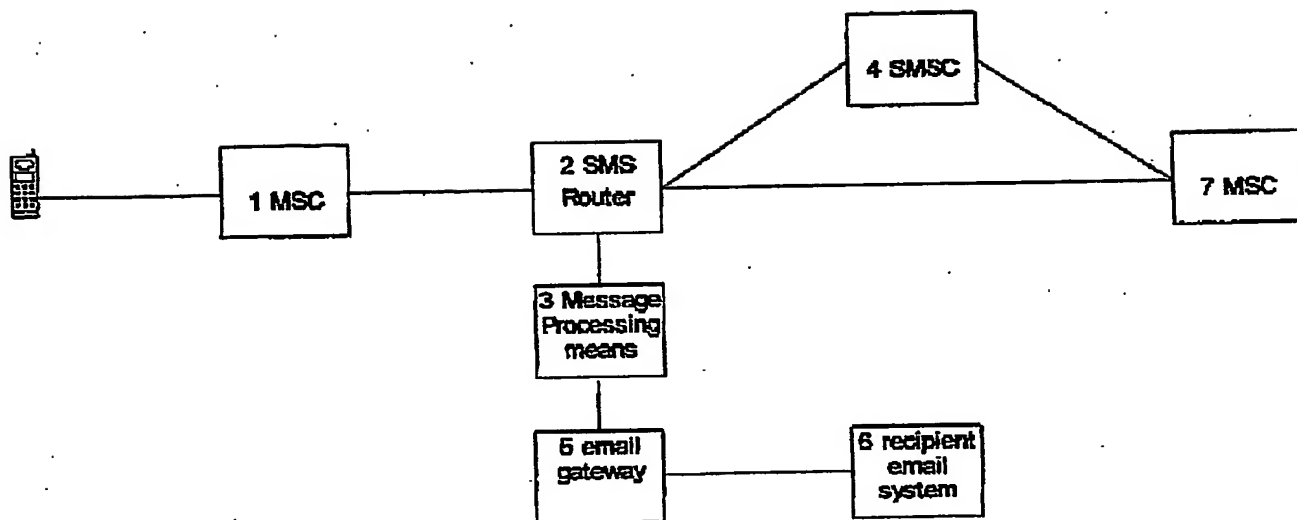 4 SMSC
1 MSC
2 SMS
Router
7 MSC
3 Message
Processing
means
5 email
gateway
6 recipient
email
system